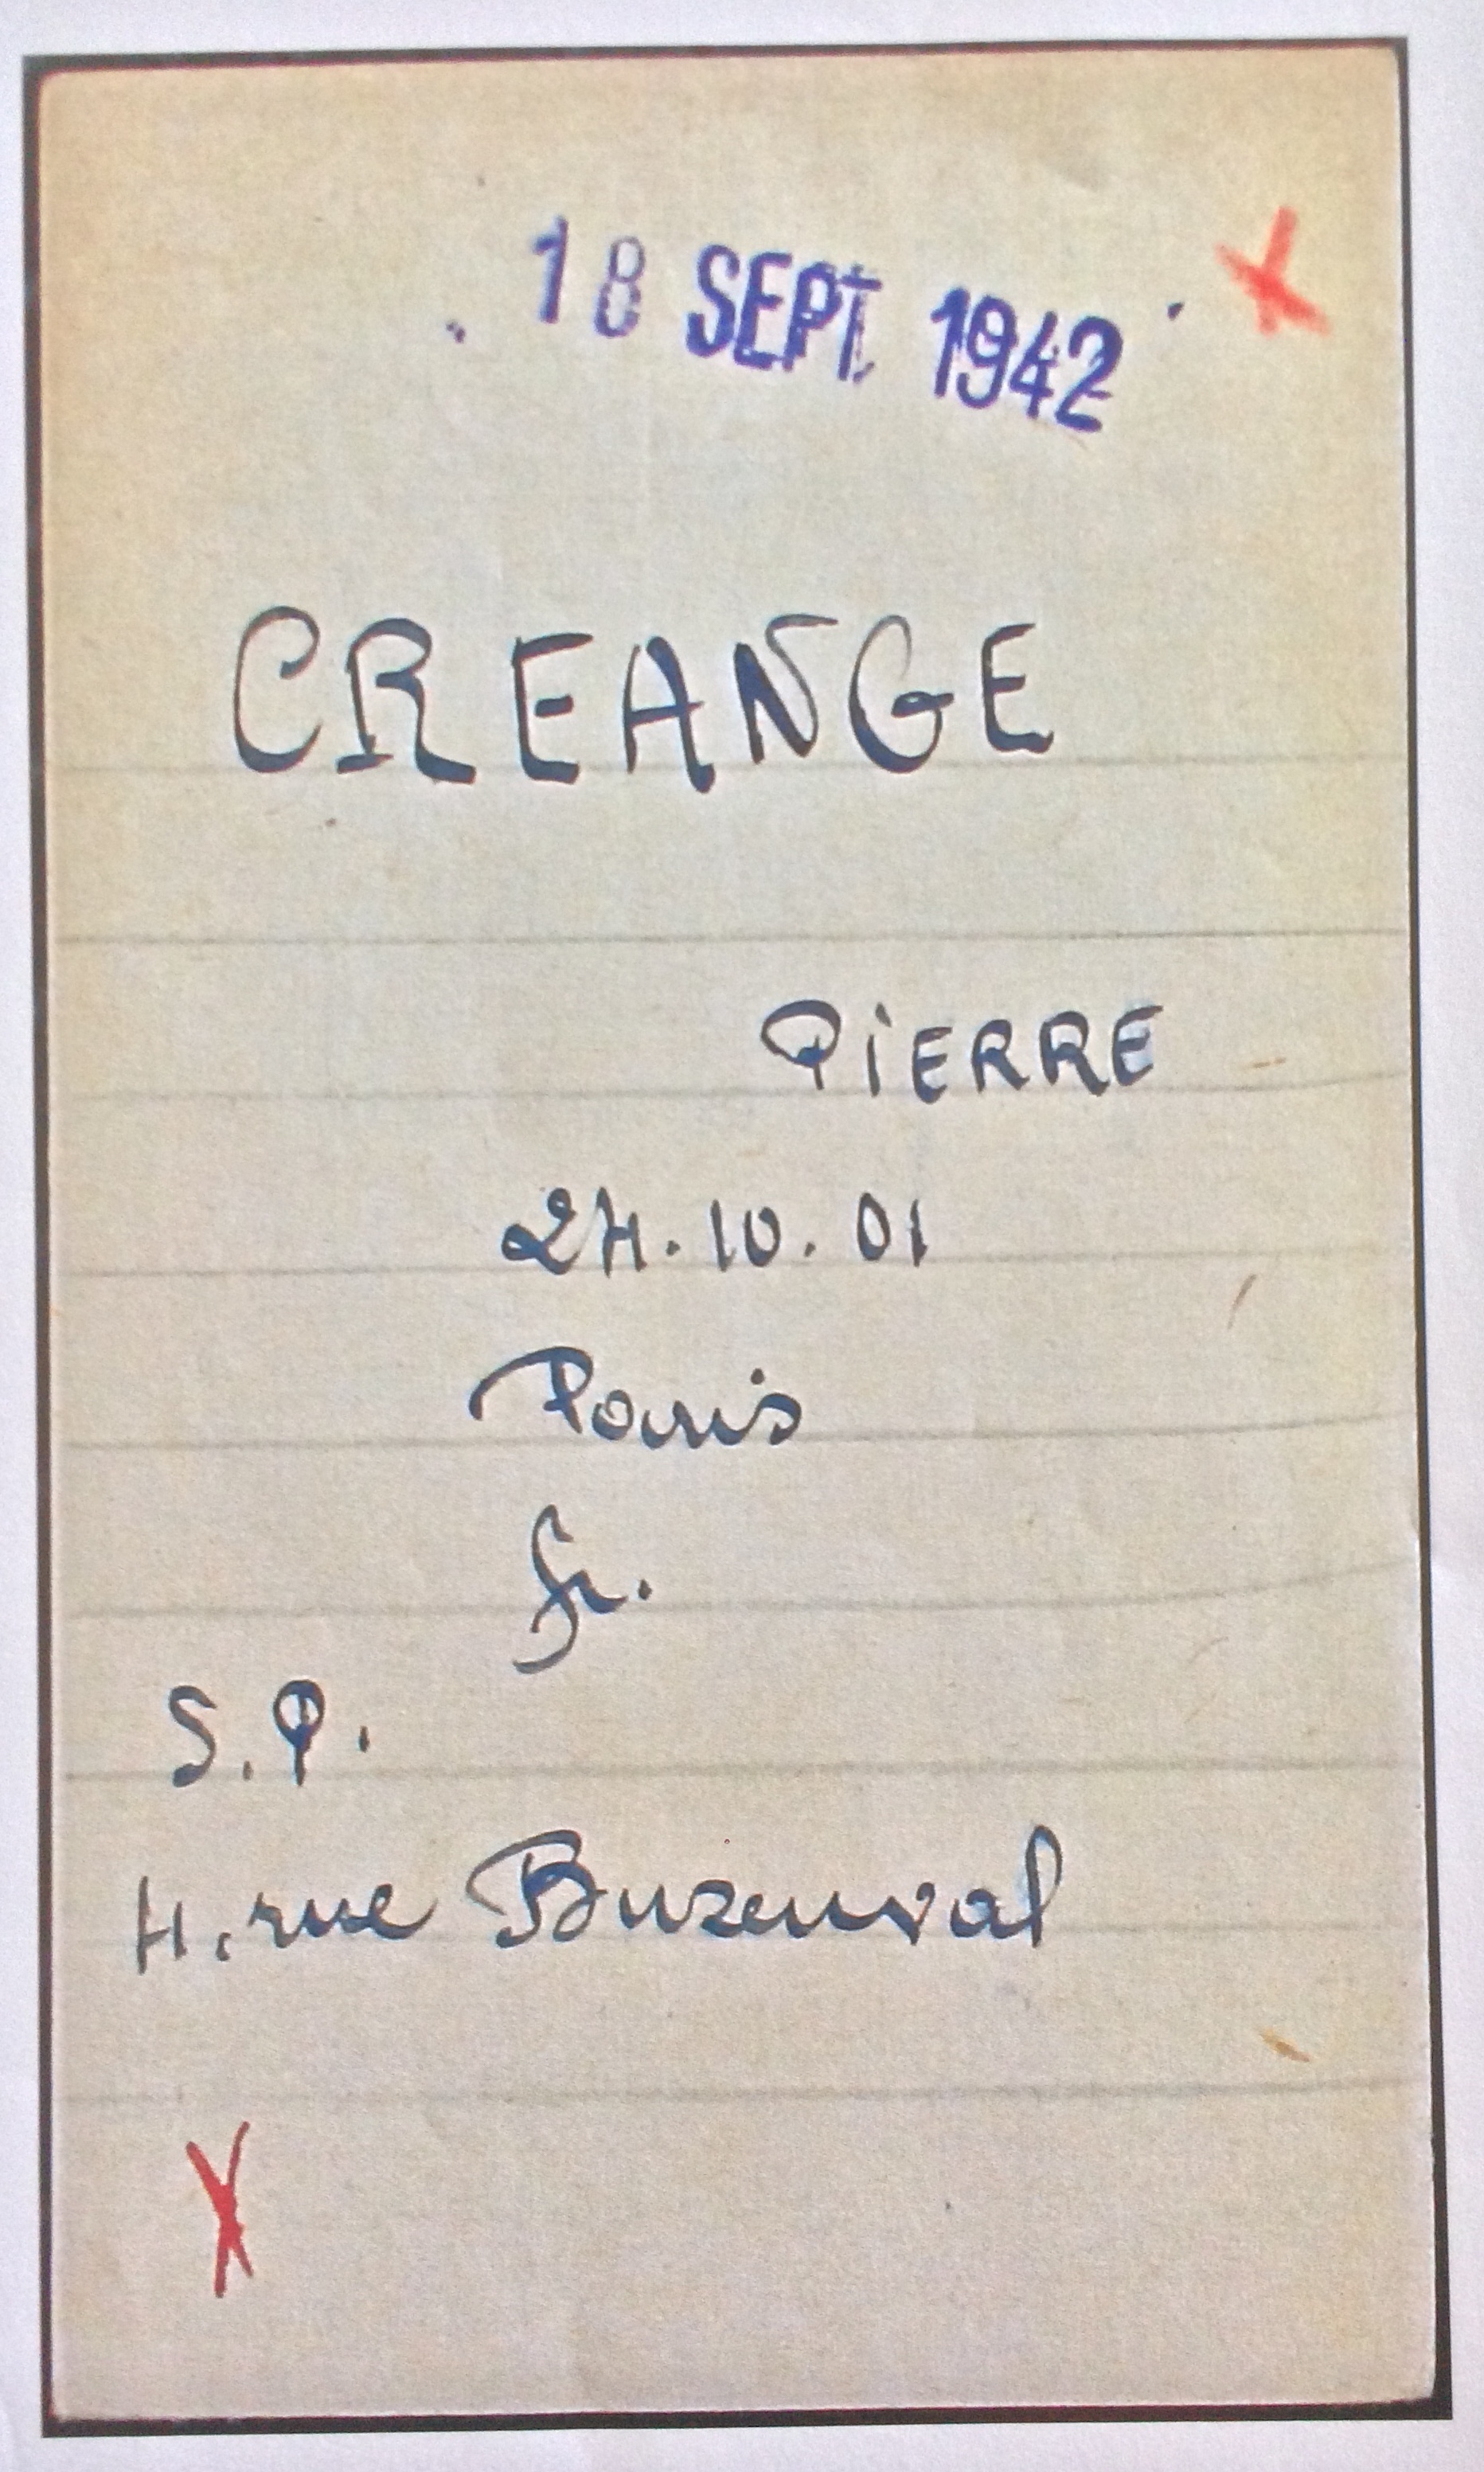 18 SEPT. 1942
CREANGE
PiERRE
24.10.01
Paris
fr.
S.P.
4.rue Buzenval